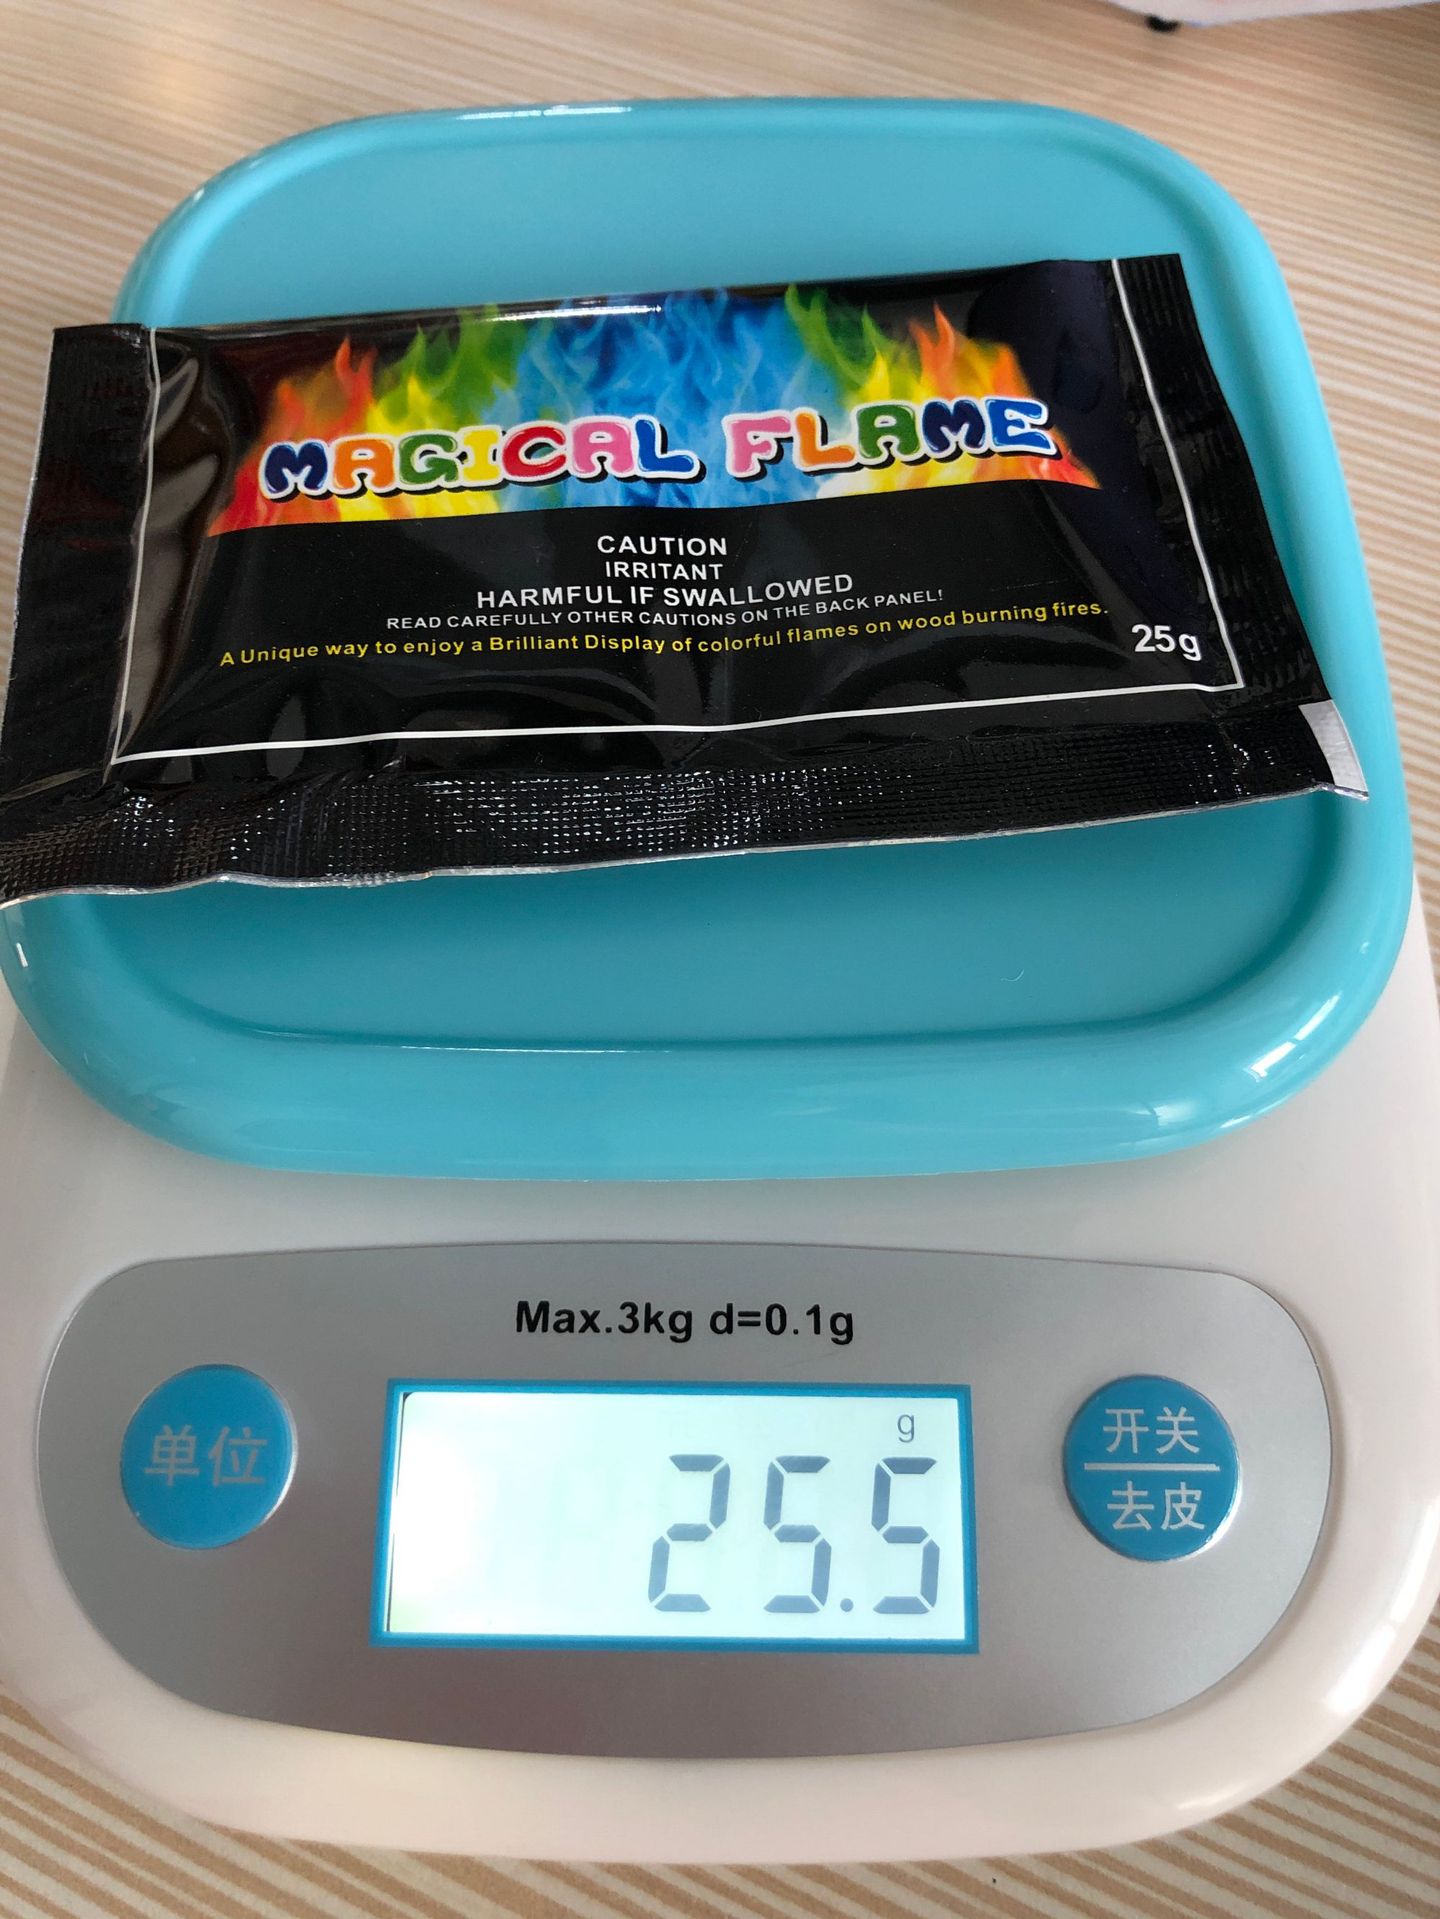 MAGICAL FLAME
CAUTION
IRRITANT
HARMFUL IF SWALLOWED
READ CAREFULLY OTHER CAUTIONS ON THE BACK PANEL!
A Unique way to enjoy a Brilliant Display of colorful flames on wood burning fires.
25g
Max.3kg d=0.1g
单位
g
25.5
开关
去皮